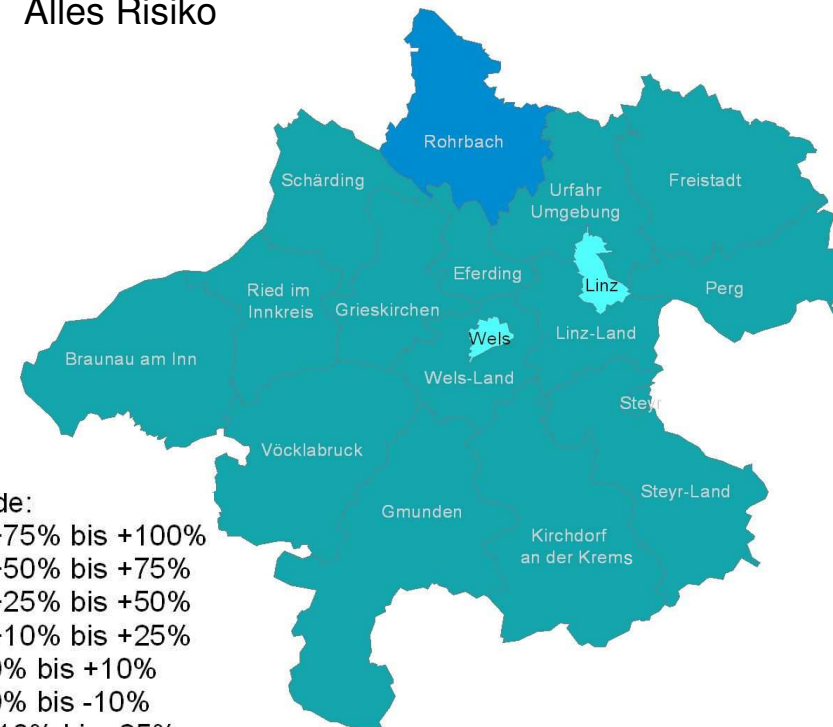 Alles Risiko
Rohrbach
Schärding
Freistadt
Urfahr
Umgebung
Eferding
Linz
Perg
Ried im
Innkreis
Grieskirchen
Linz-Land
Wels
Braunau am Inn
Wels-Land
Steyr
Vöcklabruck
Steyr-Land
Gmunden
Kirchdorf
an der Krems
de:
-75% bis +100%
-50% bis +75%
-25% bis +50%
-10% bis +25%
0% bis +10%
0% bis -10%